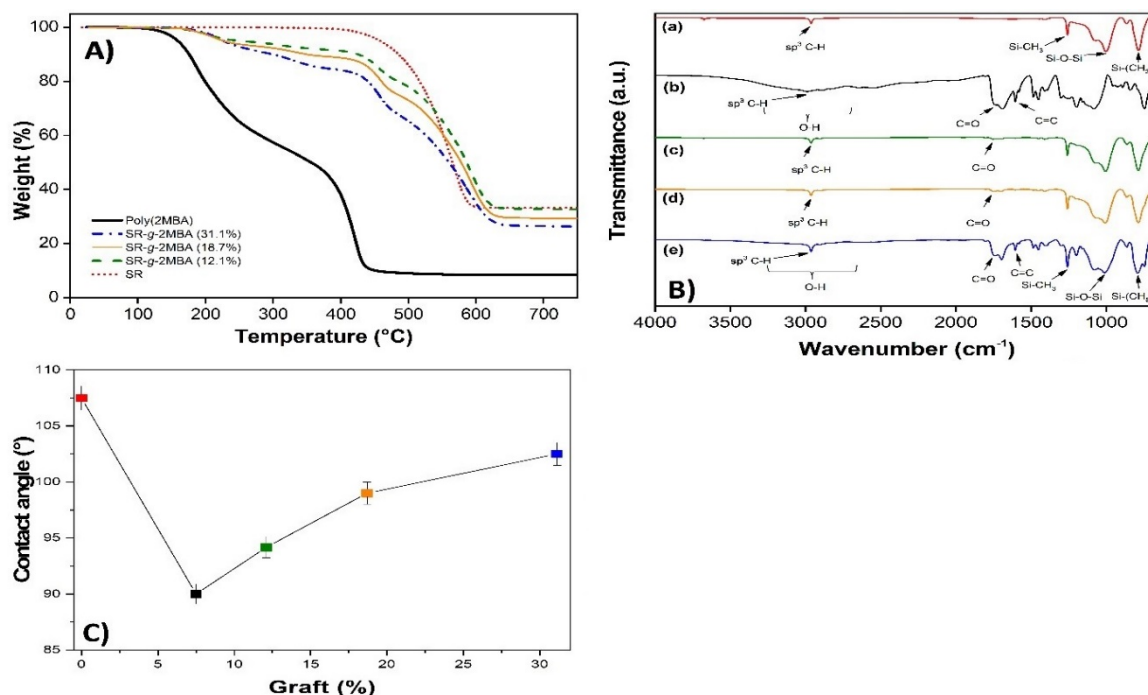 A)
Weight (%)
100
80
60
40
20
0
Poly(2MBA)
SR-g-2MBA (31.1%)
SR-g-2MBA (18.7%)
SR-g-2MBA (12.1%)
SR
0 100 200 300 400 500 600 700
Temperature (°C)
B)
Transmittance (a.u.)
(a)
sp³ C-H
Si-CH₃
Si-O-Si
Si-(CH₃
(b)
sp³ C-H
O-H
C=O
C=C
(c)
sp³ C-H
C=O
(d)
sp³ C-H
C=O
(e)
sp³ C-H
O-H
C=O
C=C
Si-CH₃
Si-O-Si
Si-(CH₃
4000 3500 3000 2500 2000 1500 1000
Wavenumber (cm⁻¹)
C)
Contact angle (°)
110
105
100
95
90
85
0 5 10 15 20 25 30
Graft (%)